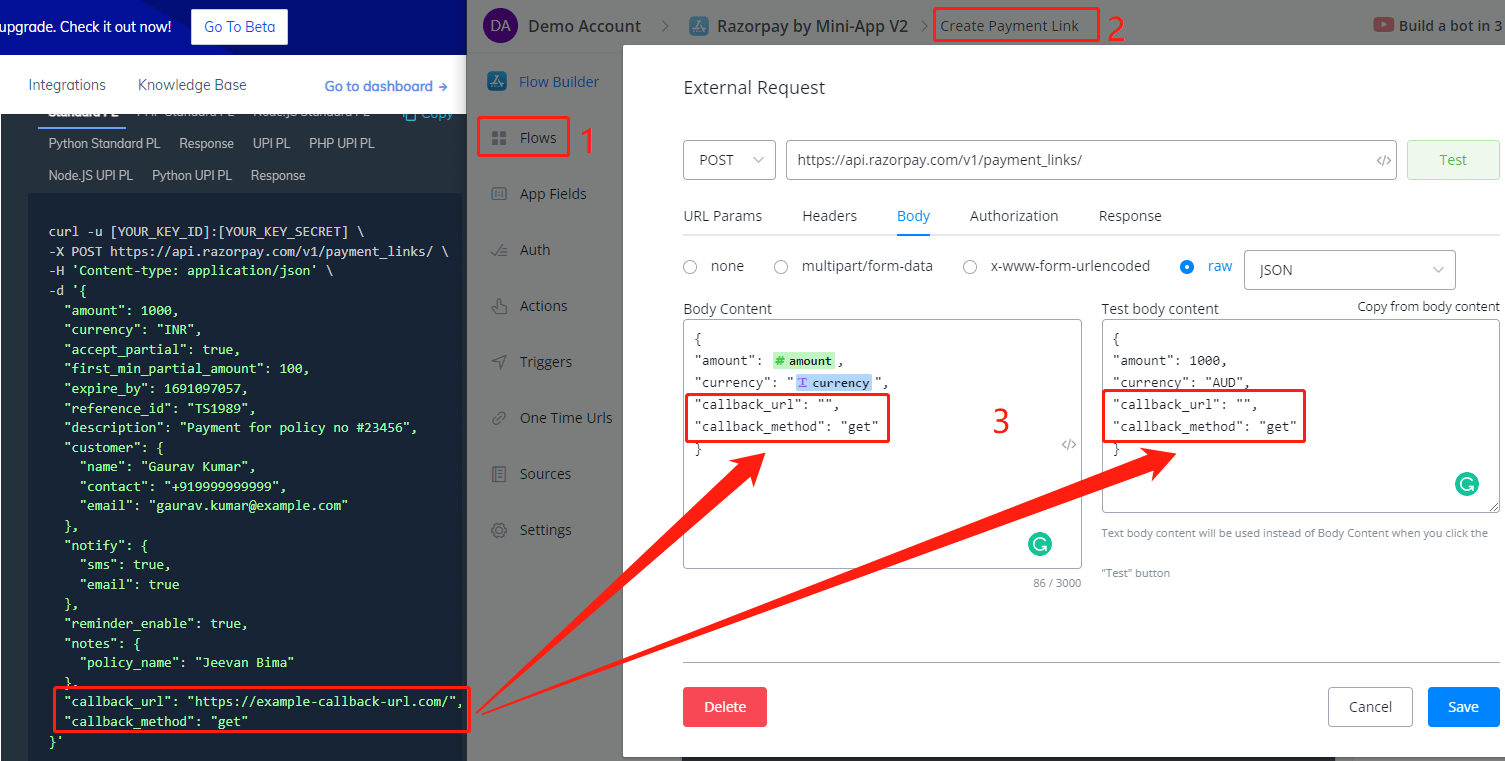 upgrade. Check it out now!
Go To Beta
Integrations
Knowledge Base
Go to dashboard →
Standard PL
PHP Standard PL
Node.JS Standard PL
Copy
Python Standard PL
Response
UPI PL
PHP UPI PL
Node.JS UPI PL
Python UPI PL
Response
curl -u [YOUR_KEY_ID]:[YOUR_KEY_SECRET] \
-X POST https://api.razorpay.com/v1/payment_links/ \
-H 'Content-type: application/json' \
-d '{
"amount": 1000,
"currency": "INR",
"accept_partial": true,
"first_min_partial_amount": 100,
"expire_by": 1691097057,
"reference_id": "TS1989",
"description": "Payment for policy no #23456",
"customer": {
"name": "Gaurav Kumar",
"contact": "+919999999999",
"email": "gaurav.kumar@example.com"
},
"notify": {
"sms": true,
"email": true
},
"reminder_enable": true,
"notes": {
"policy_name": "Jeevan Bima"
},
"callback_url": "https://example-callback-url.com/",
"callback_method": "get"
}'
DA
Demo Account
Razorpay by Mini-App V2
Create Payment Link
2
Build a bot in 3
Flow Builder
Flows
1
App Fields
Auth
Actions
Triggers
One Time Urls
Sources
Settings
External Request
POST
https://api.razorpay.com/v1/payment_links/
</>
Test
URL Params
Headers
Body
Authorization
Response
none
multipart/form-data
x-www-form-urlencoded
raw
JSON
Body Content
{
"amount": # amount ,
"currency": " T currency ",
"callback_url": "",
"callback_method": "get"
}
</>
86 / 3000
3
Test body content
Copy from body content
{
"amount": 1000,
"currency": "AUD",
"callback_url": "",
"callback_method": "get"
}
Text body content will be used instead of Body Content when you click the
"Test" button
Delete
Cancel
Save